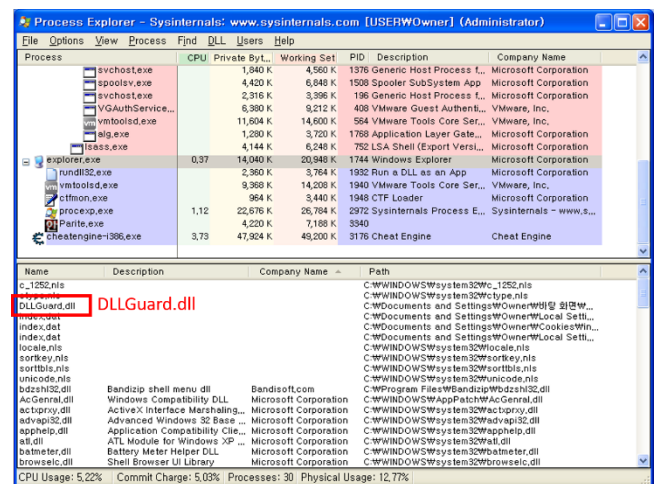 Process Explorer - Sysinternals: www.sysinternals.com [USER₩Owner] (Administrator)
File Options View Process Find DLL Users Help
Process CPU Private Byt... Working Set PID Description Company Name
svchost,exe 1,840 K 4,560 K 1376 Generic Host Process f... Microsoft Corporation
spoolsv,exe 4,420 K 6,848 K 1508 Spooler SubSystem App Microsoft Corporation
svchost,exe 2,316 K 3,396 K 196 Generic Host Process f... Microsoft Corporation
VGAuthService... 6,380 K 9,212 K 408 VMware Guest Authenti... VMware, Inc,
vm vmtoolsd,exe 11,604 K 14,600 K 564 VMware Tools Core Ser... VMware, Inc,
alg,exe 1,280 K 3,720 K 1768 Application Layer Gate... Microsoft Corporation
lsass,exe 4,144 K 6,248 K 752 LSA Shell (Export Versi... Microsoft Corporation
explorer,exe 0,37 14,040 K 20,948 K 1744 Windows Explorer Microsoft Corporation
rundll32,exe 2,360 K 3,764 K 1932 Run a DLL as an App Microsoft Corporation
vm vmtoolsd,exe 9,368 K 14,208 K 1940 VMware Tools Core Ser... VMware, Inc,
ctfmon,exe 964 K 3,440 K 1948 CTF Loader Microsoft Corporation
procexp,exe 1,12 22,676 K 26,784 K 2972 Sysinternals Process E... Sysinternals - www,s...
Parite,exe 4,220 K 7,188 K 3340
cheatengine-i386,exe 3,73 47,924 K 49,200 K 3176 Cheat Engine Cheat Engine
Name Description Company Name Path
c_1252,nls C:₩WINDOWS₩system32₩c_1252,nls
ctype,nls C:₩WINDOWS₩system32₩ctype,nls
DLLGuard,dll C:₩Documents and Settings₩Owner₩바탕 화면₩...
DLLGuard.dll
index,dat C:₩Documents and Settings₩Owner₩Local Setti...
index,dat C:₩Documents and Settings₩Owner₩Cookies₩in...
index,dat C:₩Documents and Settings₩Owner₩Local Setti...
locale,nls C:₩WINDOWS₩system32₩locale,nls
sortkey,nls C:₩WINDOWS₩system32₩sortkey,nls
sorttbls,nls C:₩WINDOWS₩system32₩sorttbls,nls
unicode,nls C:₩WINDOWS₩system32₩unicode,nls
bdzshl32,dll Bandizip shell menu dll Bandisoft,com C:₩Program Files₩Bandizip₩bdzshl32,dll
AcGenral,dll Windows Compatibility DLL Microsoft Corporation C:₩WINDOWS₩AppPatch₩AcGenral,dll
actxprxy,dll ActiveX Interface Marshaling... Microsoft Corporation C:₩WINDOWS₩system32₩actxprxy,dll
advapi32,dll Advanced Windows 32 Base ... Microsoft Corporation C:₩WINDOWS₩system32₩advapi32,dll
apphelp,dll Application Compatibility Clie... Microsoft Corporation C:₩WINDOWS₩system32₩apphelp,dll
atl,dll ATL Module for Windows XP ... Microsoft Corporation C:₩WINDOWS₩system32₩atl,dll
batmeter,dll Battery Meter Helper DLL Microsoft Corporation C:₩WINDOWS₩system32₩batmeter,dll
browselc,dll Shell Browser UI Library Microsoft Corporation C:₩WINDOWS₩system32₩browselc,dll
CPU Usage: 5,22% Commit Charge: 5,03% Processes: 30 Physical Usage: 12,77%